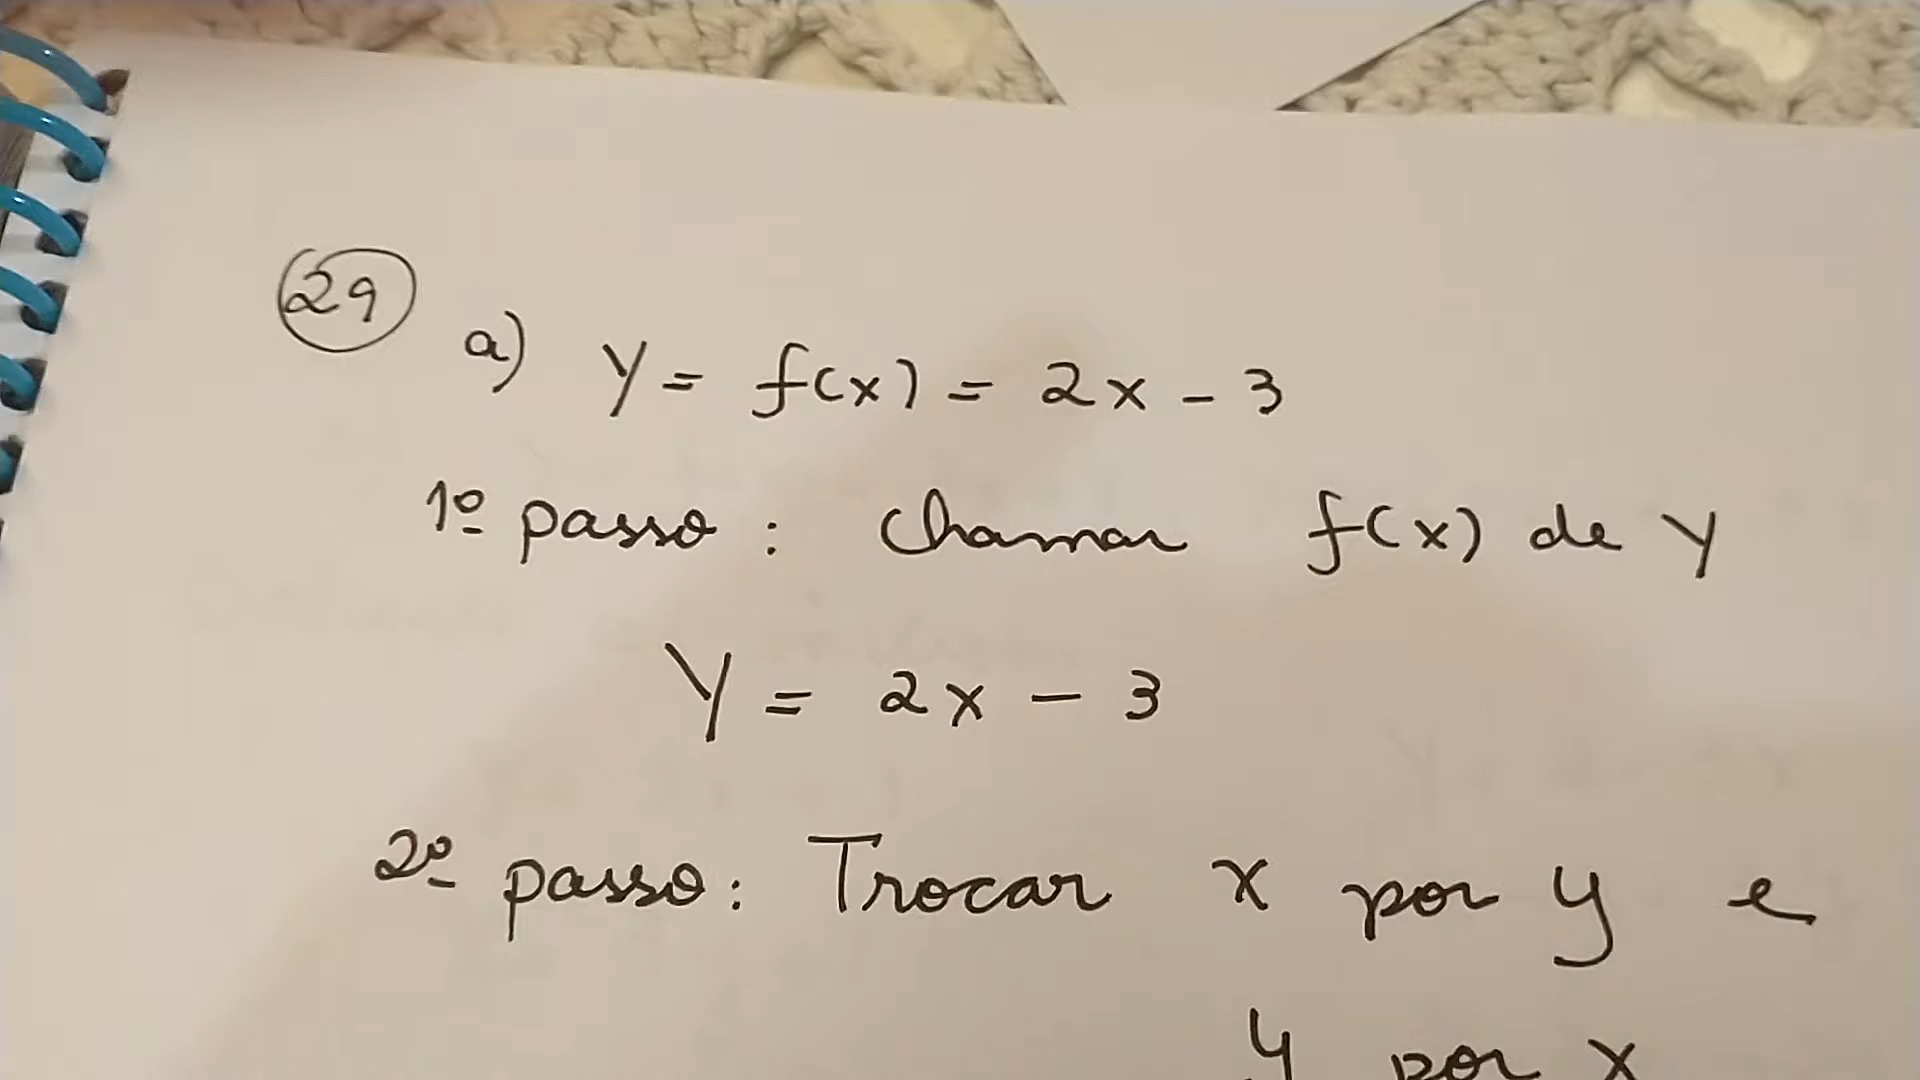 29 a) y = f(x) = 2x - 3
1º passo: Chamar f(x) de y
y = 2x - 3
2º passo: Trocar x por y e
y por x